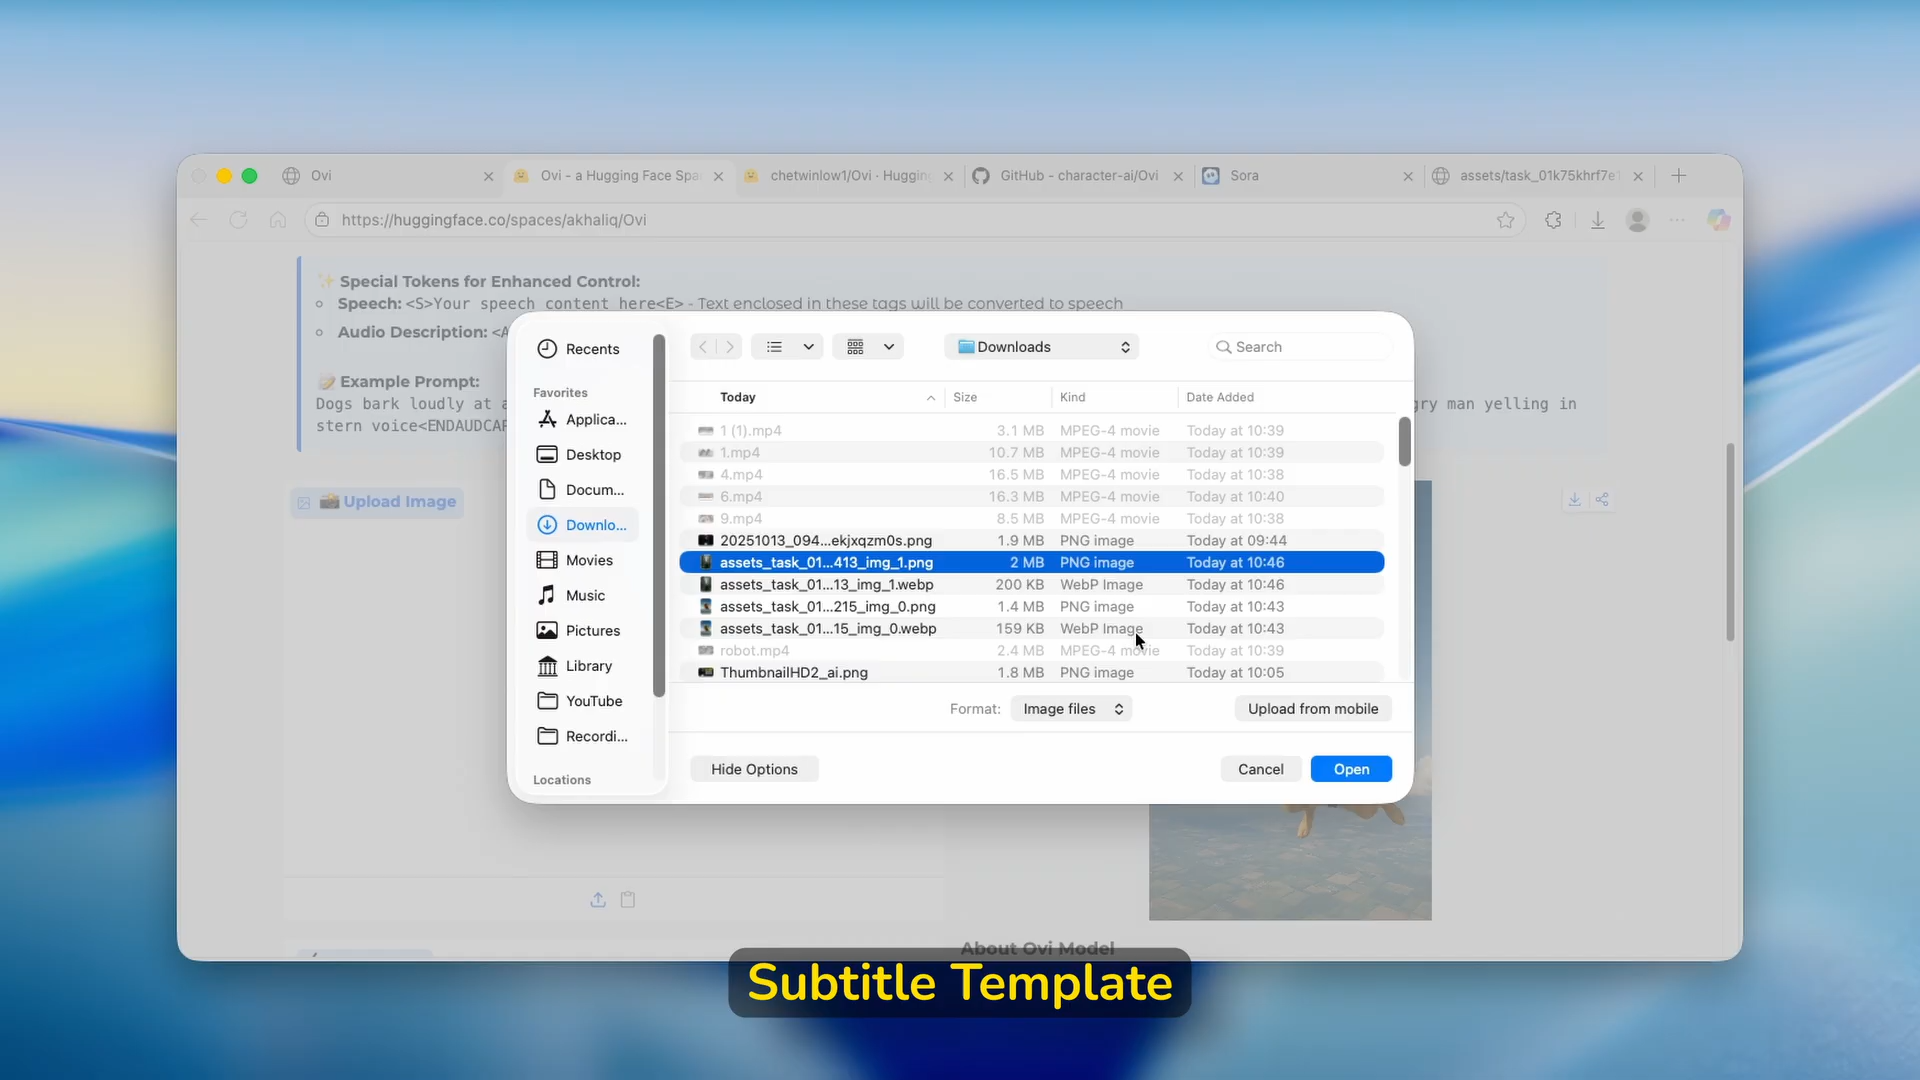 Ovi
Ovi - a Hugging Face Spa
chetwinlow1/Ovi · Hugging
GitHub - character-ai/Ovi
Sora
assets/task_01k75khrf7e1
https://huggingface.co/spaces/akhaliq/Ovi
✨ Special Tokens for Enhanced Control:
Speech: <S>Your speech content here<E> - Text enclosed in these tags will be converted to speech
Audio Description: <A
Example Prompt:
Dogs bark loudly at a
gry man yelling in
stern voice<ENDAUDCAP
Upload Image
Recents
Favorites
Applica...
Desktop
Docum...
Downlo...
Movies
Music
Pictures
Library
YouTube
Recordi...
Locations
Downloads
Search
Today Size Kind Date Added
1 (1).mp4 3.1 MB MPEG-4 movie Today at 10:39
1.mp4 10.7 MB MPEG-4 movie Today at 10:39
4.mp4 16.5 MB MPEG-4 movie Today at 10:38
6.mp4 16.3 MB MPEG-4 movie Today at 10:40
9.mp4 8.5 MB MPEG-4 movie Today at 10:38
20251013_094...ekjxqzm0s.png 1.9 MB PNG image Today at 09:44
assets_task_01...413_img_1.png 2 MB PNG image Today at 10:46
assets_task_01...13_img_1.webp 200 KB WebP Image Today at 10:46
assets_task_01...215_img_0.png 1.4 MB PNG image Today at 10:43
assets_task_01...15_img_0.webp 159 KB WebP Image Today at 10:43
robot.mp4 2.4 MB MPEG-4 movie Today at 10:39
ThumbnailHD2_ai.png 1.8 MB PNG image Today at 10:05
Format: Image files
Upload from mobile
Hide Options
Cancel
Open
About Ovi Model
Subtitle Template